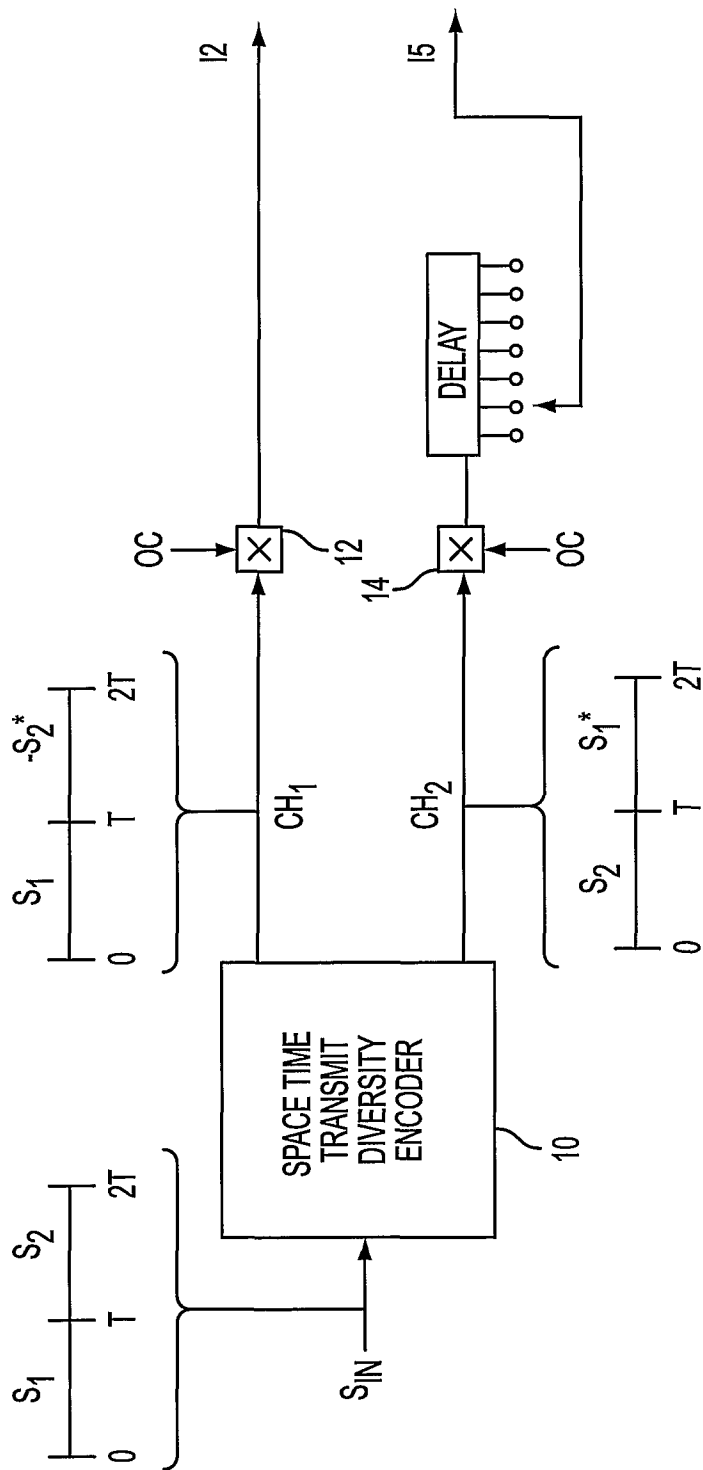 S1 S2
0 T 2T
SIN
SPACE TIME
TRANSMIT
DIVERSITY
ENCODER
10
S1 -S2*
0 T 2T
CH1
CH2
S2 S1*
0 T 2T
OC
12
14
OC
DELAY
I2
I5